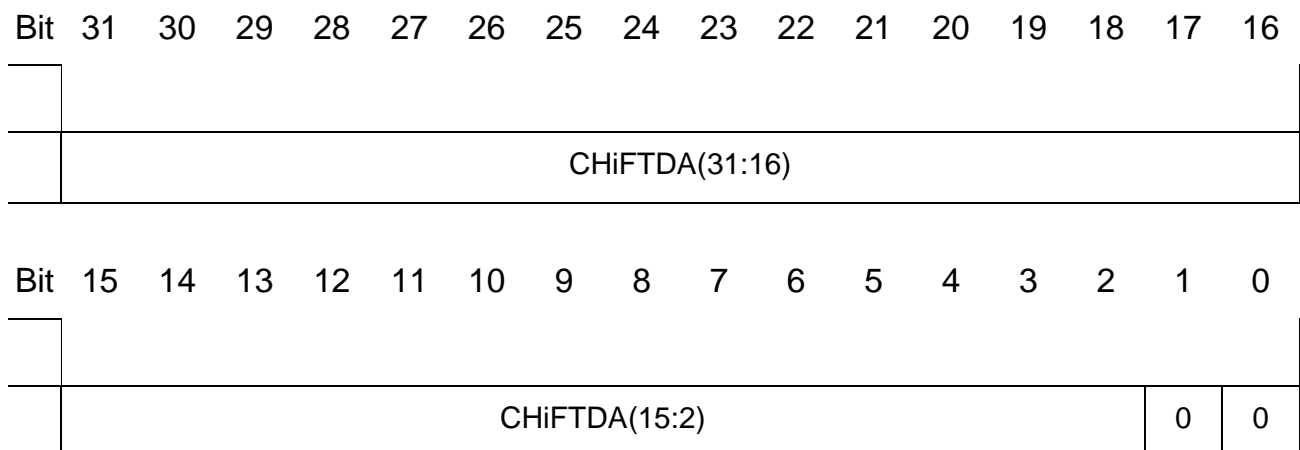 Bit 31 30 29 28 27 26 25 24 23 22 21 20 19 18 17 16
CHiFTDA(31:16)
Bit 15 14 13 12 11 10 9 8 7 6 5 4 3 2 1 0
CHiFTDA(15:2) 0 0